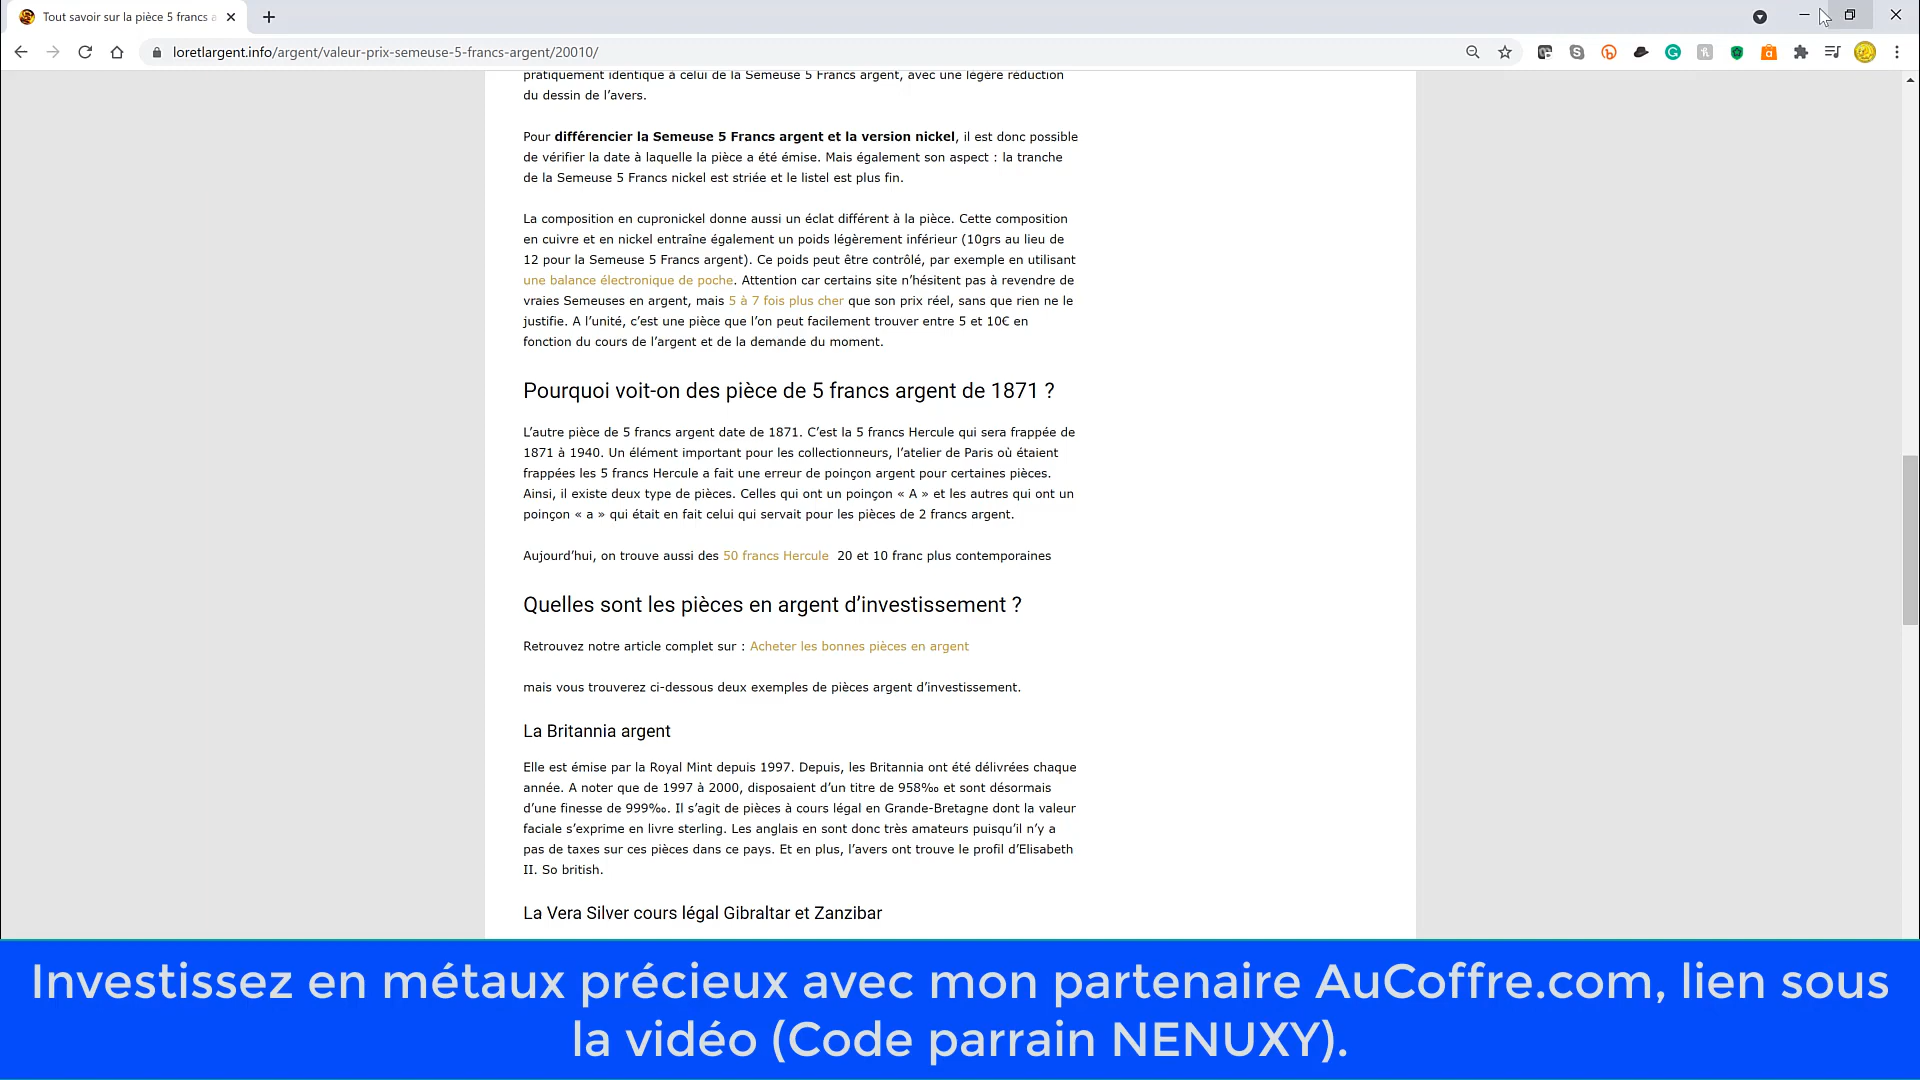 Tout savoir sur la pièce 5 francs a
loretlargent.info/argent/valeur-prix-semeuse-5-francs-argent/20010/
pratiquement identique à celui de la Semeuse 5 Francs argent, avec une légère réduction
du dessin de l'avers.
Pour différencier la Semeuse 5 Francs argent et la version nickel, il est donc possible
de vérifier la date à laquelle la pièce a été émise. Mais également son aspect : la tranche
de la Semeuse 5 Francs nickel est striée et le listel est plus fin.
La composition en cupronickel donne aussi un éclat différent à la pièce. Cette composition
en cuivre et en nickel entraîne également un poids légèrement inférieur (10grs au lieu de
12 pour la Semeuse 5 Francs argent). Ce poids peut être contrôlé, par exemple en utilisant
une balance électronique de poche. Attention car certains site n'hésitent pas à revendre de
vraies Semeuses en argent, mais 5 à 7 fois plus cher que son prix réel, sans que rien ne le
justifie. A l'unité, c'est une pièce que l'on peut facilement trouver entre 5 et 10€ en
fonction du cours de l'argent et de la demande du moment.
Pourquoi voit-on des pièce de 5 francs argent de 1871 ?
L'autre pièce de 5 francs argent date de 1871. C'est la 5 francs Hercule qui sera frappée de
1871 à 1940. Un élément important pour les collectionneurs, l'atelier de Paris où étaient
frappées les 5 francs Hercule a fait une erreur de poinçon argent pour certaines pièces.
Ainsi, il existe deux type de pièces. Celles qui ont un poinçon « A » et les autres qui ont un
poinçon « a » qui était en fait celui qui servait pour les pièces de 2 francs argent.
Aujourd'hui, on trouve aussi des 50 francs Hercule 20 et 10 franc plus contemporaines
Quelles sont les pièces en argent d'investissement ?
Retrouvez notre article complet sur : Acheter les bonnes pièces en argent
mais vous trouverez ci-dessous deux exemples de pièces argent d'investissement.
La Britannia argent
Elle est émise par la Royal Mint depuis 1997. Depuis, les Britannia ont été délivrées chaque
année. A noter que de 1997 à 2000, disposaient d'un titre de 958‰ et sont désormais
d'une finesse de 999‰. Il s'agit de pièces à cours légal en Grande-Bretagne dont la valeur
faciale s'exprime en livre sterling. Les anglais en sont donc très amateurs puisqu'il n'y a
pas de taxes sur ces pièces dans ce pays. Et en plus, l'avers ont trouve le profil d'Elisabeth
II. So british.
La Vera Silver cours légal Gibraltar et Zanzibar
Investissez en métaux précieux avec mon partenaire AuCoffre.com, lien sous
la vidéo (Code parrain NENUXY).